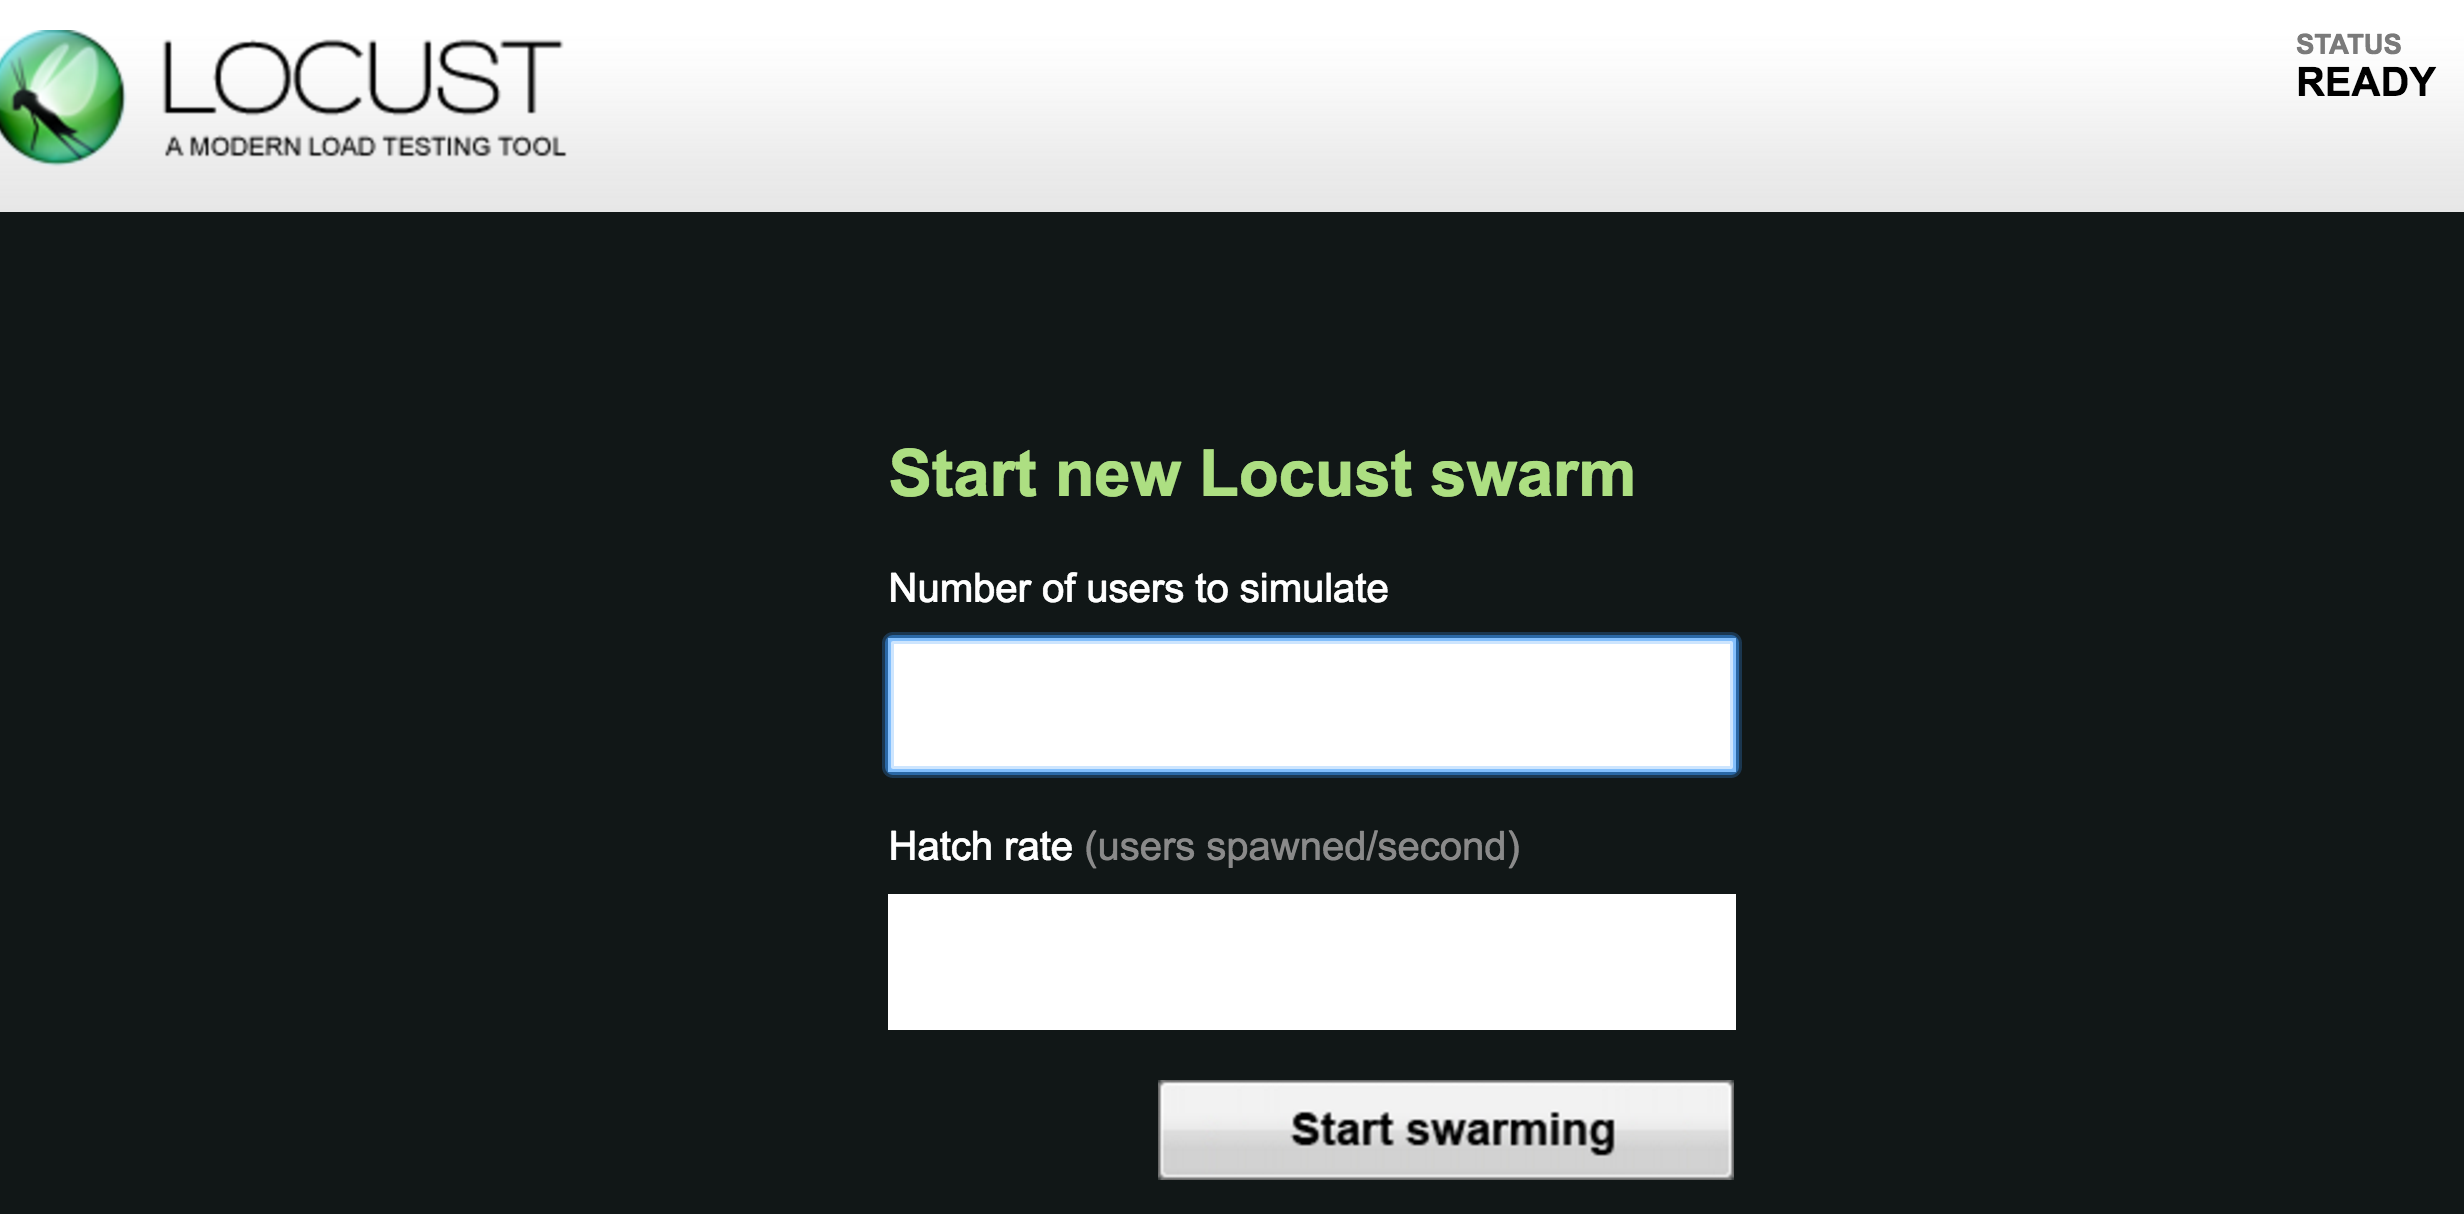 LOCUST
A MODERN LOAD TESTING TOOL
STATUS
READY
Start new Locust swarm
Number of users to simulate
Hatch rate (users spawned/second)
Start swarming